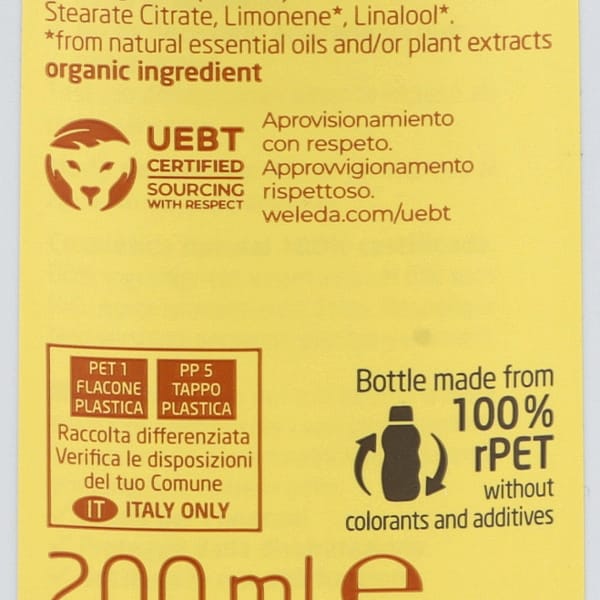 Stearate Citrate, Limonene*, Linalool*.
*from natural essential oils and/or plant extracts
organic ingredient
UEBT
CERTIFIED
SOURCING
WITH RESPECT
Aprovisionamiento
con respeto.
Approvvigionamento
rispettoso.
weleda.com/uebt
PET 1
FLACONE
PLASTICA
PP 5
TAPPO
PLASTICA
Raccolta differenziata
Verifica le disposizioni
del tuo Comune
IT ITALY ONLY
Bottle made from
100%
rPET
without
colorants and additives
200 ml e